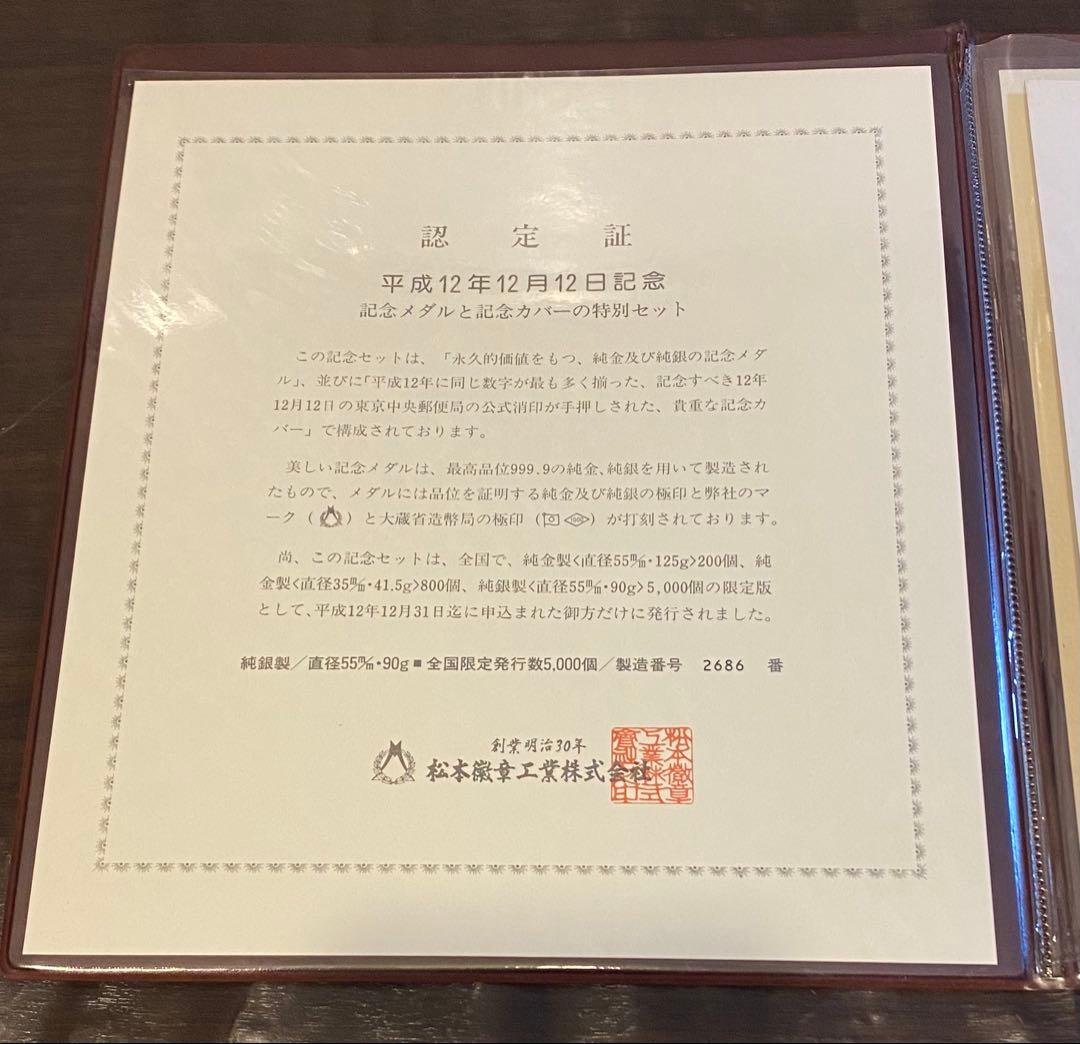 認定証
平成12年12月12日記念
記念メダルと記念カバーの特別セット
この記念セットは、「永久的価値をもつ、純金及び純銀の記念メダ
ル」、並びに「平成12年に同じ数字が最も多く揃った、記念すべき12年
12月12日の東京中央郵便局の公式消印が手押しされた、貴重な記念カ
バー」で構成されております。
美しい記念メダルは、最高品位999.9の純金、純銀を用いて製造され
たもので、メダルには品位を証明する純金及び純銀の極印と弊社のマ
ーク（ ）と大蔵省造幣局の極印（ ）が打刻されております。
尚、この記念セットは、全国で、純金製<直径55㎜・125g>200個、純
金製<直径35㎜・41.5g>800個、純銀製<直径55㎜・90g>5,000個の限定版
として、平成12年12月31日迄に申込まれた御方だけに発行されました。
純銀製／直径55㎜・90g■全国限定発行数5,000個／製造番号 2686 番
創業明治30年
松本徽章工業株式会社